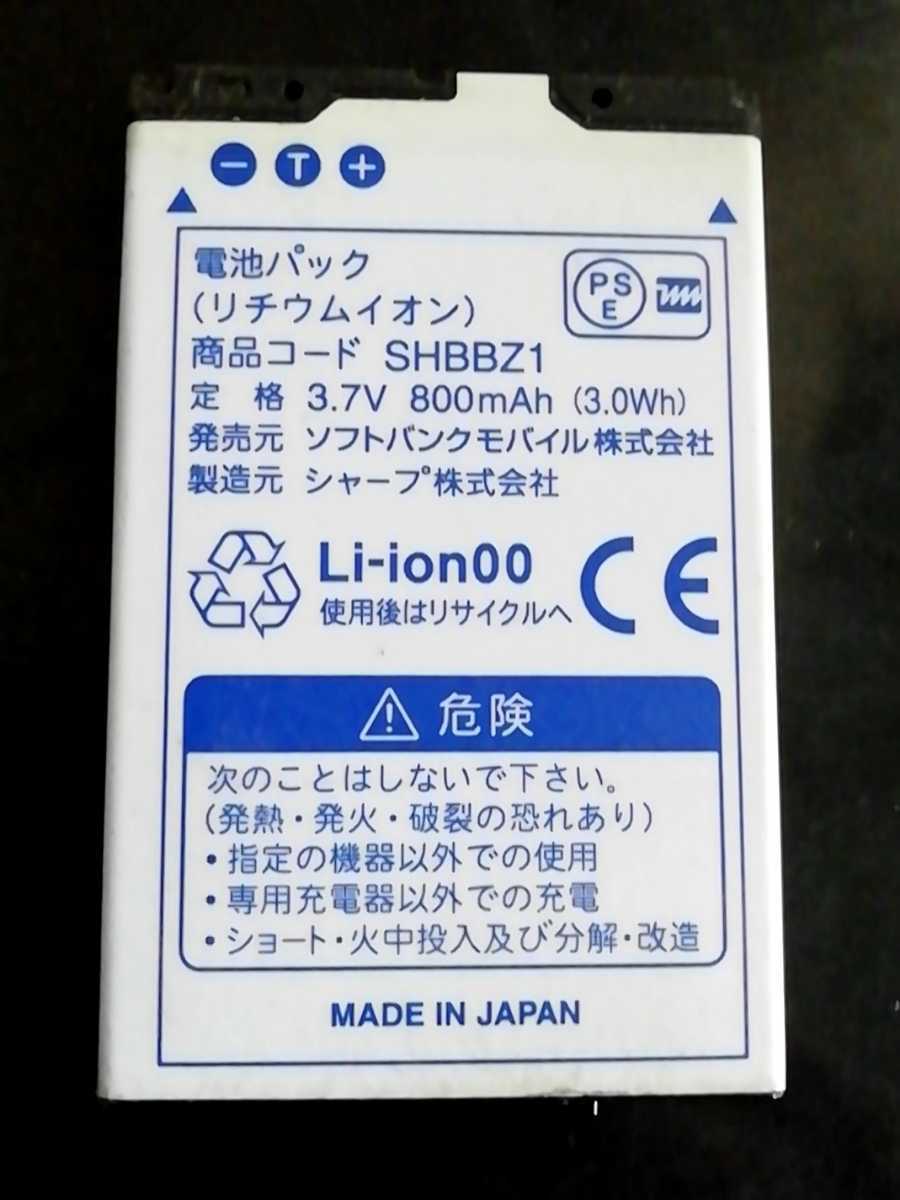 − T +
電池パック
PS
E
(リチウムイオン)
商品コード SHBBZ1
定 格 3.7V 800mAh (3.0Wh)
発売元 ソフトバンクモバイル株式会社
製造元 シャープ株式会社
Li-ion00
使用後はリサイクルへ
CE
危険
次のことはしないで下さい。
(発熱・発火・破裂の恐れあり)
・指定の機器以外での使用
・専用充電器以外での充電
・ショート・火中投入及び分解・改造
MADE IN JAPAN